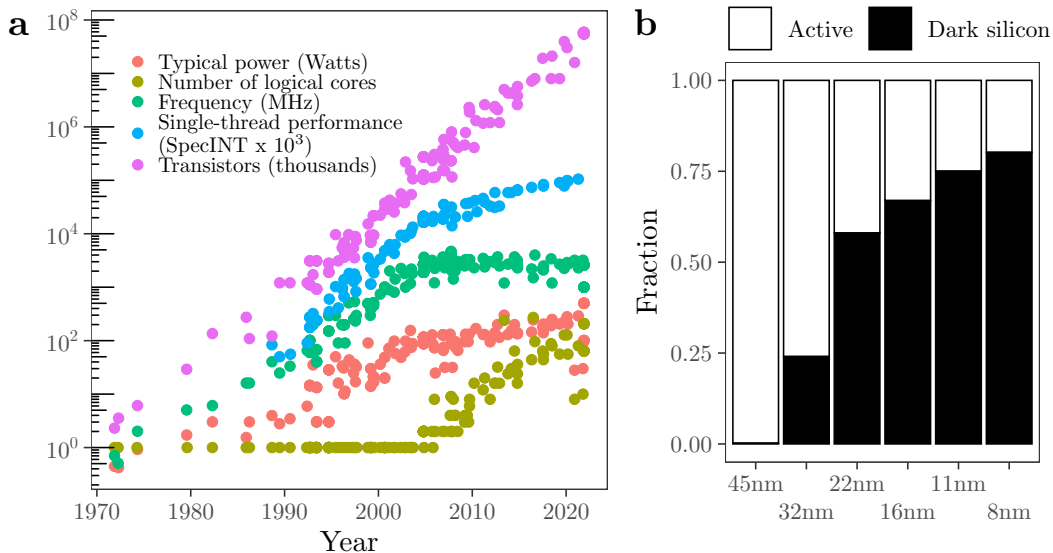 a
10^8
10^6
10^4
10^2
10^0
Typical power (Watts)
Number of logical cores
Frequency (MHz)
Single-thread performance
(SpecINT x 10^3)
Transistors (thousands)
1970 1980 1990 2000 2010 2020
Year
b
Active Dark silicon
1.00
0.75
0.50
0.25
0.00
Fraction
45nm 22nm 11nm
32nm 16nm 8nm